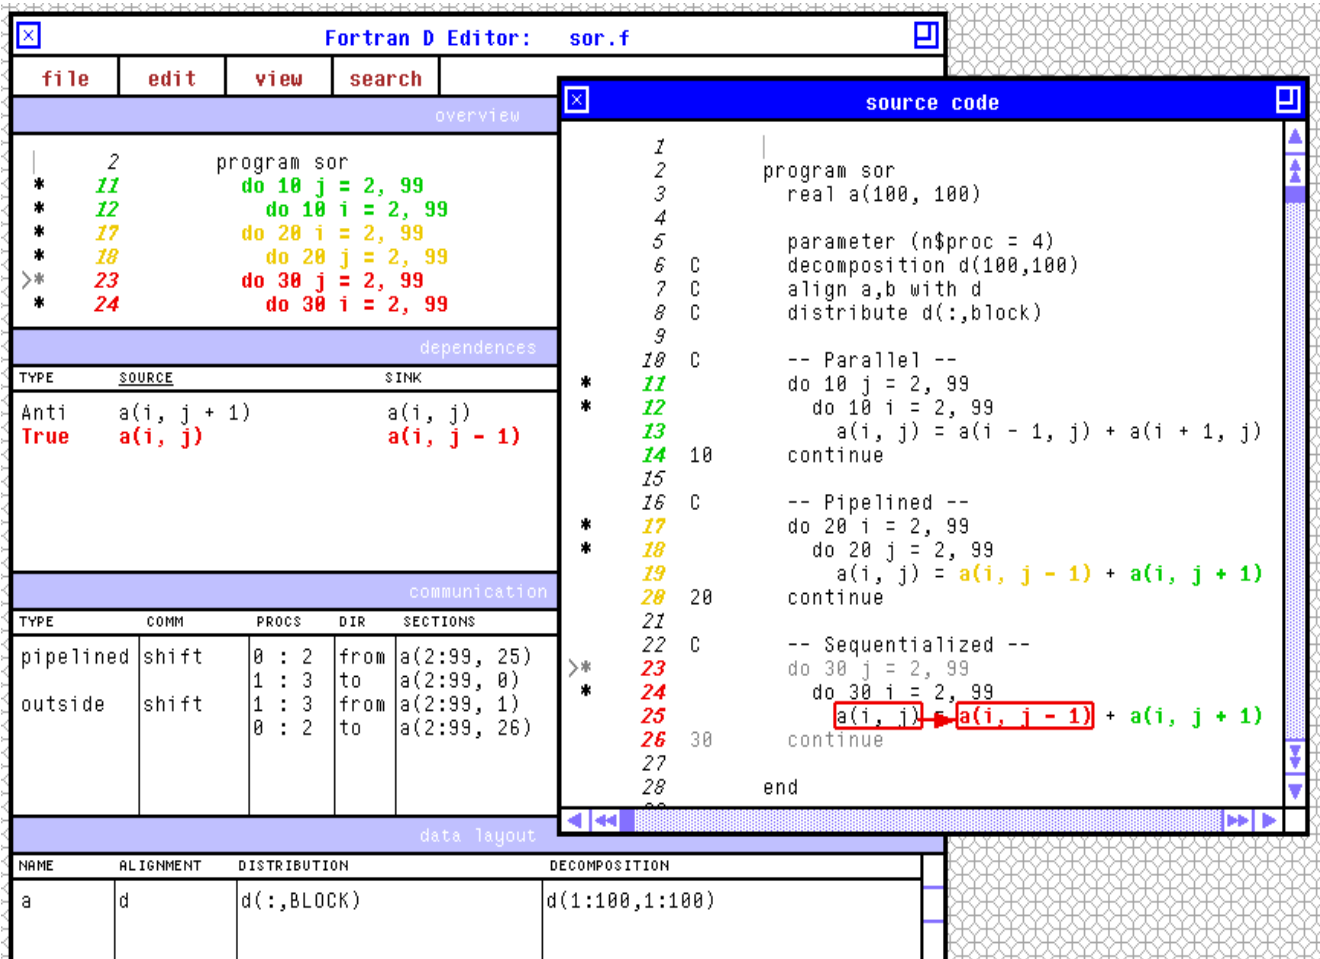 Fortran D Editor: sor.f
file edit view search
overview
2 program sor
* 11 do 10 j = 2, 99
* 12 do 10 i = 2, 99
* 17 do 20 i = 2, 99
* 18 do 20 j = 2, 99
>* 23 do 30 j = 2, 99
* 24 do 30 i = 2, 99
dependences
TYPE SOURCE SINK
Anti a(i, j + 1) a(i, j)
True a(i, j) a(i, j - 1)
communication
TYPE COMM PROCS DIR SECTIONS
pipelined shift 0 : 2 from a(2:99, 25)
1 : 3 to a(2:99, 0)
outside shift 1 : 3 from a(2:99, 1)
0 : 2 to a(2:99, 26)
data layout
NAME ALIGNMENT DISTRIBUTION DECOMPOSITION
a d d(:,BLOCK) d(1:100,1:100)
source code
1
2 program sor
3 real a(100, 100)
4
5 parameter (n$proc = 4)
6 C decomposition d(100,100)
7 C align a,b with d
8 C distribute d(:,block)
9
10 C -- Parallel --
* 11 do 10 j = 2, 99
* 12 do 10 i = 2, 99
13 a(i, j) = a(i - 1, j) + a(i + 1, j)
14 10 continue
15
16 C -- Pipelined --
* 17 do 20 i = 2, 99
* 18 do 20 j = 2, 99
19 a(i, j) = a(i, j - 1) + a(i, j + 1)
20 20 continue
21
22 C -- Sequentialized --
>* 23 do 30 j = 2, 99
* 24 do 30 i = 2, 99
25 a(i, j) = a(i, j - 1) + a(i, j + 1)
26 30 continue
27
28 end